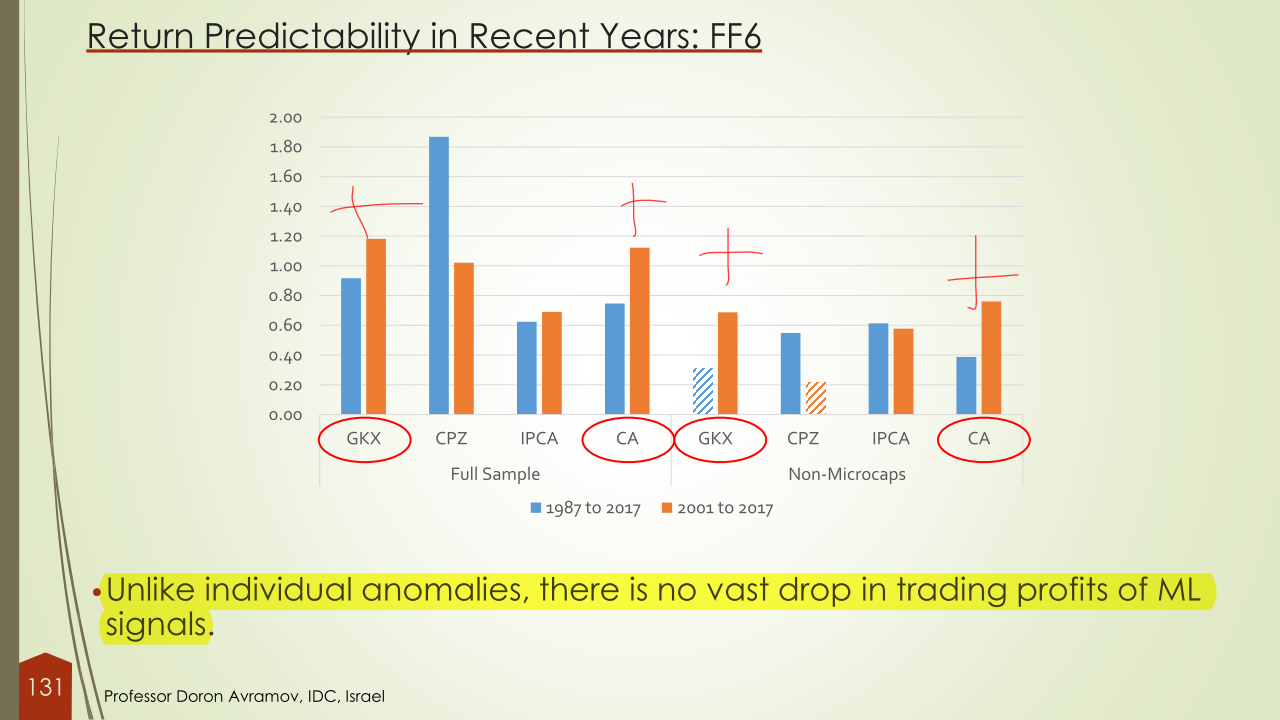 Return Predictability in Recent Years: FF6
2.00
1.80
1.60
1.40
1.20
1.00
0.80
0.60
0.40
0.20
0.00
GKX CPZ IPCA CA GKX CPZ IPCA CA
Full Sample Non-Microcaps
1987 to 2017 2001 to 2017
•Unlike individual anomalies, there is no vast drop in trading profits of ML
signals.
131
Professor Doron Avramov, IDC, Israel